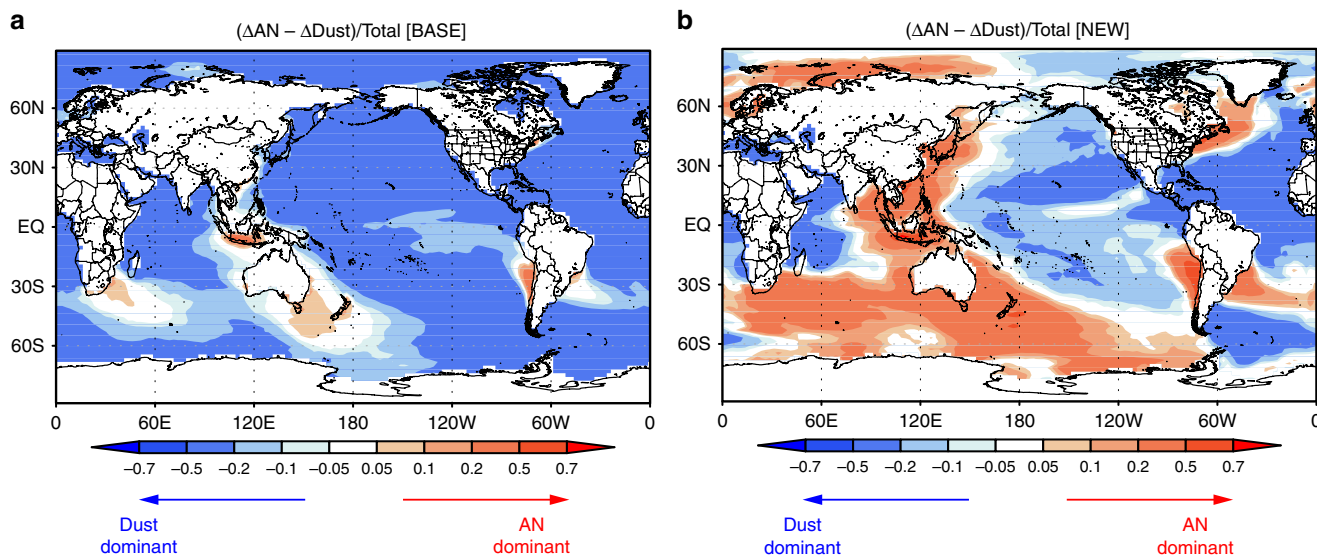 a
(ΔAN – ΔDust)/Total [BASE]
60N
30N
EQ
30S
60S
0 60E 120E 180 120W 60W 0
–0.7 –0.5 –0.2 –0.1 –0.05 0.05 0.1 0.2 0.5 0.7
Dust
dominant
AN
dominant
b
(ΔAN – ΔDust)/Total [NEW]
60N
30N
EQ
30S
60S
0 60E 120E 180 120W 60W 0
–0.7 –0.5 –0.2 –0.1 –0.05 0.05 0.1 0.2 0.5 0.7
Dust
dominant
AN
dominant